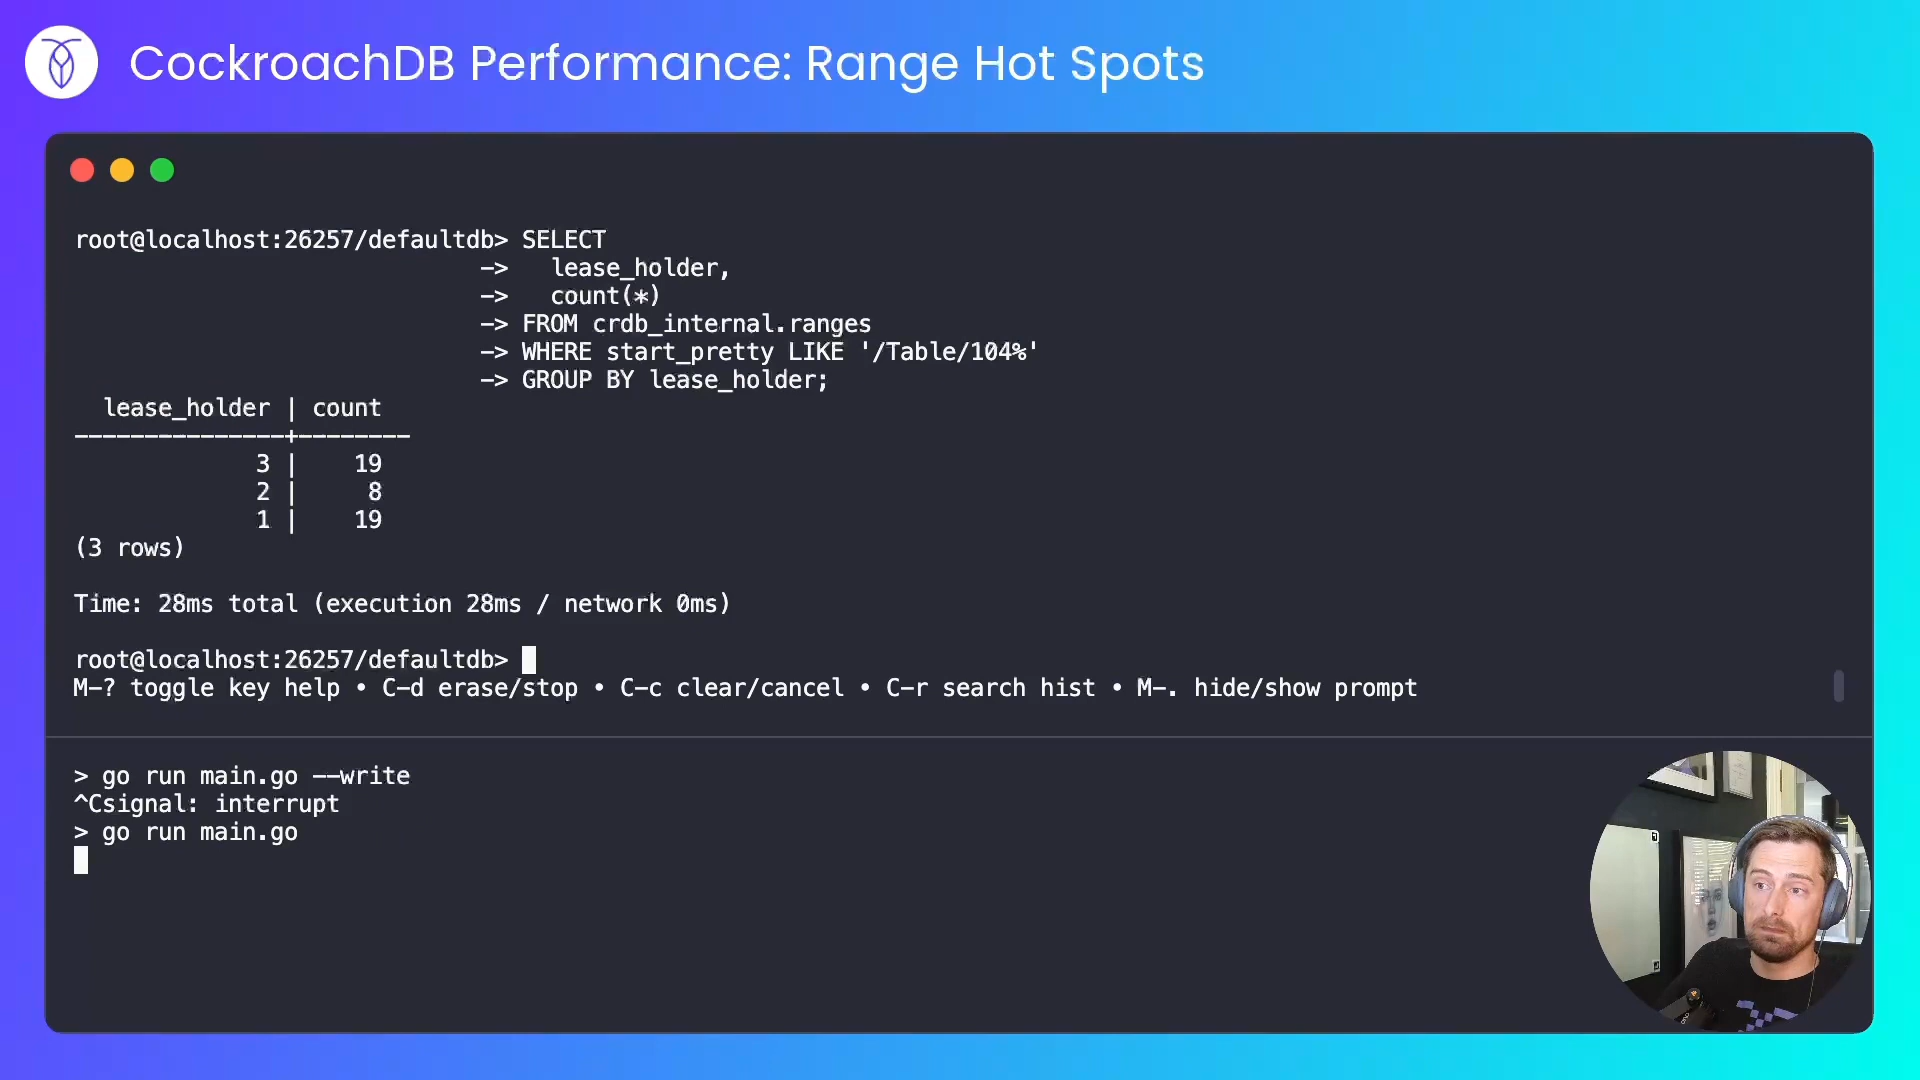 CockroachDB Performance: Range Hot Spots
root@localhost:26257/defaultdb> SELECT
-> lease_holder,
-> count(*)
-> FROM crdb_internal.ranges
-> WHERE start_pretty LIKE '/Table/104%'
-> GROUP BY lease_holder;
lease_holder | count
---------------+--------
3 | 19
2 | 8
1 | 19
(3 rows)
Time: 28ms total (execution 28ms / network 0ms)
root@localhost:26257/defaultdb>
M-? toggle key help • C-d erase/stop • C-c clear/cancel • C-r search hist • M-. hide/show prompt
> go run main.go --write
^Csignal: interrupt
> go run main.go